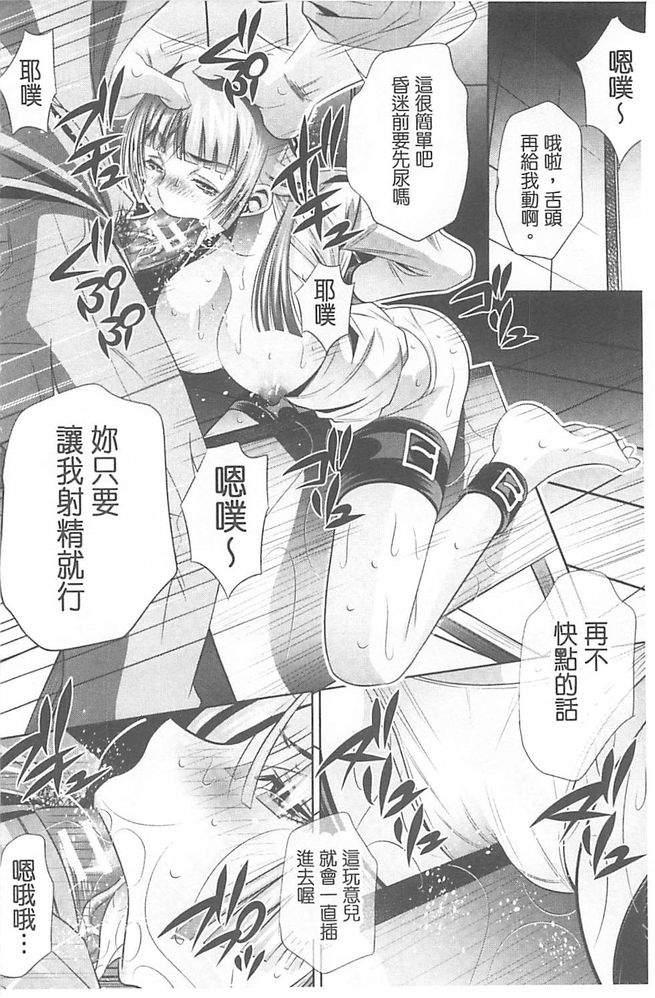 嗯噗～
哦啦，舌頭
再給我動啊。
這很簡單吧
昏迷前要先尿嗎
耶噗
耶噗
嗯噗～
妳只要
讓我射精就行
再不
快點的話
這玩意兒
就會一直插
進去喔
嗯哦哦…